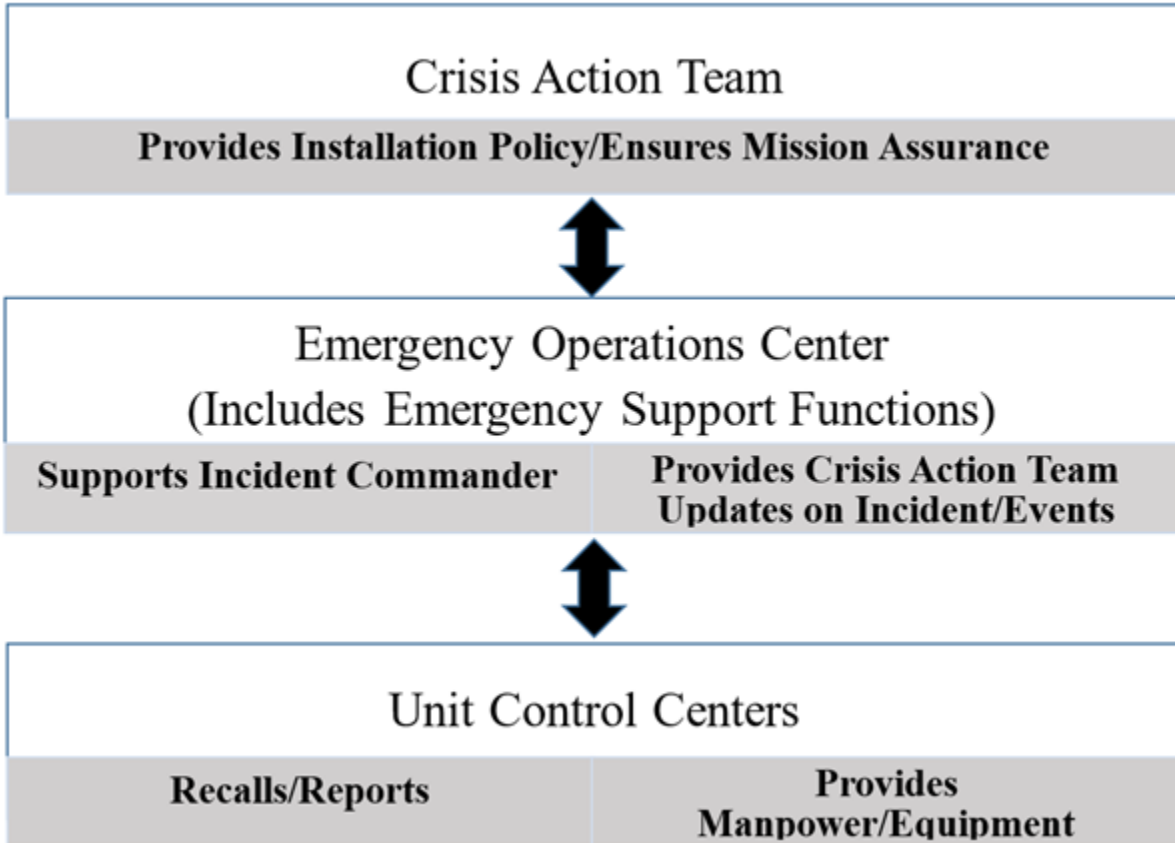 Crisis Action Team
Provides Installation Policy/Ensures Mission Assurance
Emergency Operations Center
(Includes Emergency Support Functions)
Supports Incident Commander
Provides Crisis Action Team
Updates on Incident/Events
Unit Control Centers
Recalls/Reports
Provides
Manpower/Equipment